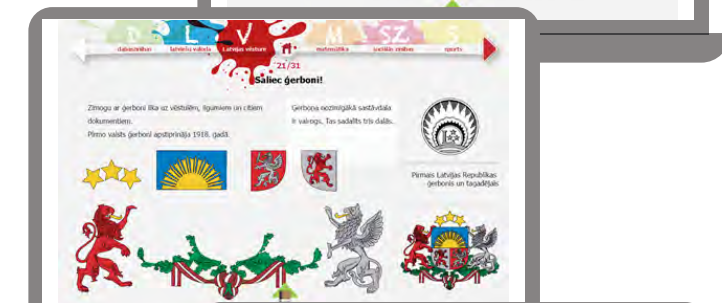 D L V M SZ S
dabaszinības latviešu valoda Latvijas vēsture matemātika sociālās zinības sports
21/31
Saliec ģerboni!
Zīmogu ar ģerboni lika uz vēstulēm, līgumiem un citiem
dokumentiem.
Pirmo valsts ģerboni apstiprināja 1918. gadā.
Ģerboņa nozīmīgākā sastāvdaļa
ir vairogs. Tas sadalīts trīs daļās.
Pirmais Latvijas Republikas
ģerbonis un tagadējais